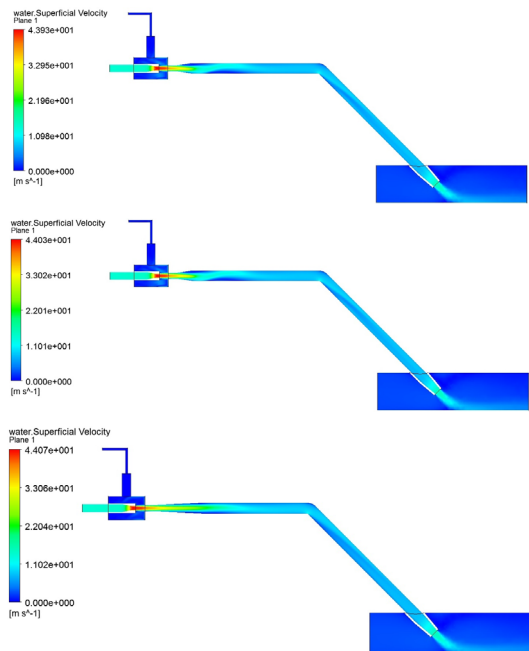 water.Superficial Velocity
Plane 1
4.393e+001
3.295e+001
2.196e+001
1.098e+001
0.000e+000
[m s^-1]
water.Superficial Velocity
Plane 1
4.403e+001
3.302e+001
2.201e+001
1.101e+001
0.000e+000
[m s^-1]
water.Superficial Velocity
Plane 1
4.407e+001
3.306e+001
2.204e+001
1.102e+001
0.000e+000
[m s^-1]